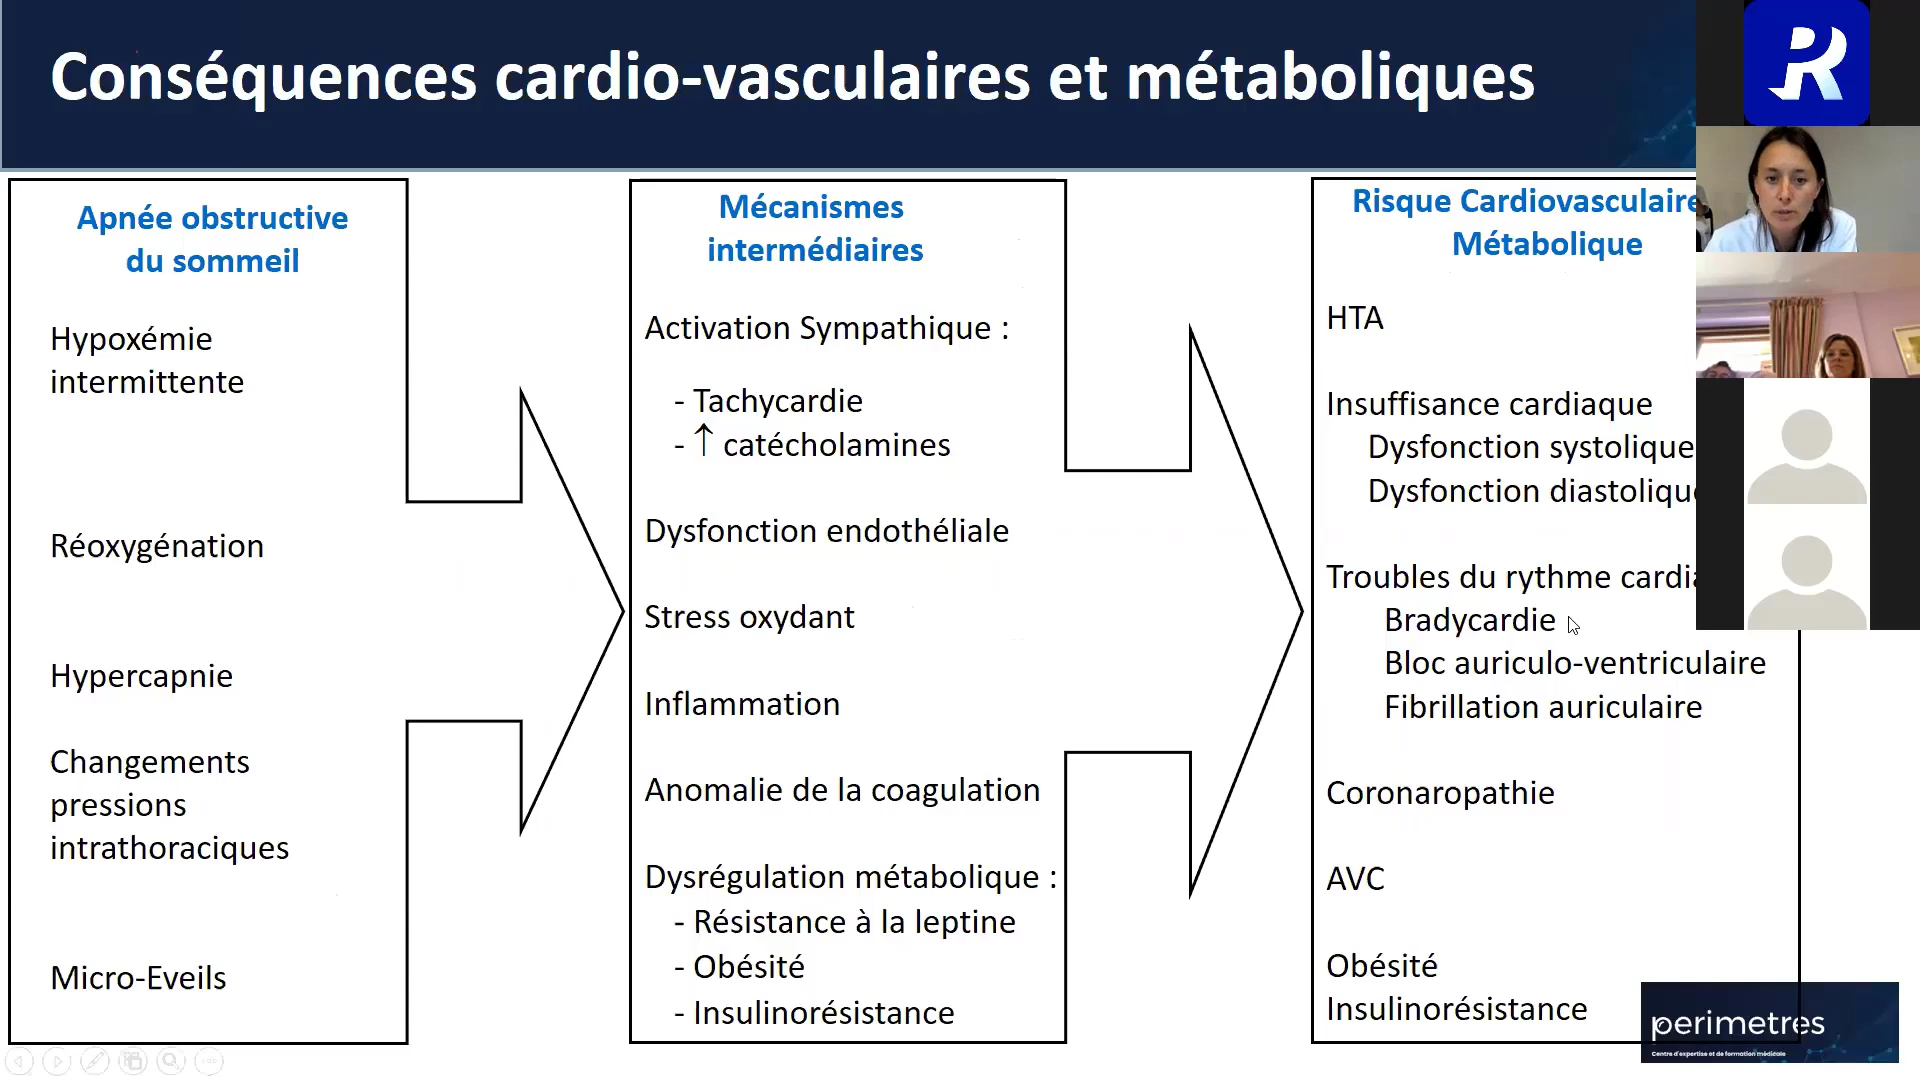 Conséquences cardio-vasculaires et métaboliques
Apnée obstructive
du sommeil
Hypoxémie
intermittente
Réoxygénation
Hypercapnie
Changements
pressions
intrathoraciques
Micro-Eveils
Mécanismes
intermédiaires
Activation Sympathique :
- Tachycardie
- ↑ catécholamines
Dysfonction endothéliale
Stress oxydant
Inflammation
Anomalie de la coagulation
Dysrégulation métabolique :
- Résistance à la leptine
- Obésité
- Insulinorésistance
Risque Cardiovasculaire
Métabolique
HTA
Insuffisance cardiaque
Dysfonction systolique
Dysfonction diastolique
Troubles du rythme
Bradycardie
Bloc auriculo-ventriculaire
Fibrillation auriculaire
Coronaropathie
AVC
Obésité
Insulinorésistance
perimetres
Centre d'expertise et de formation médicale
R